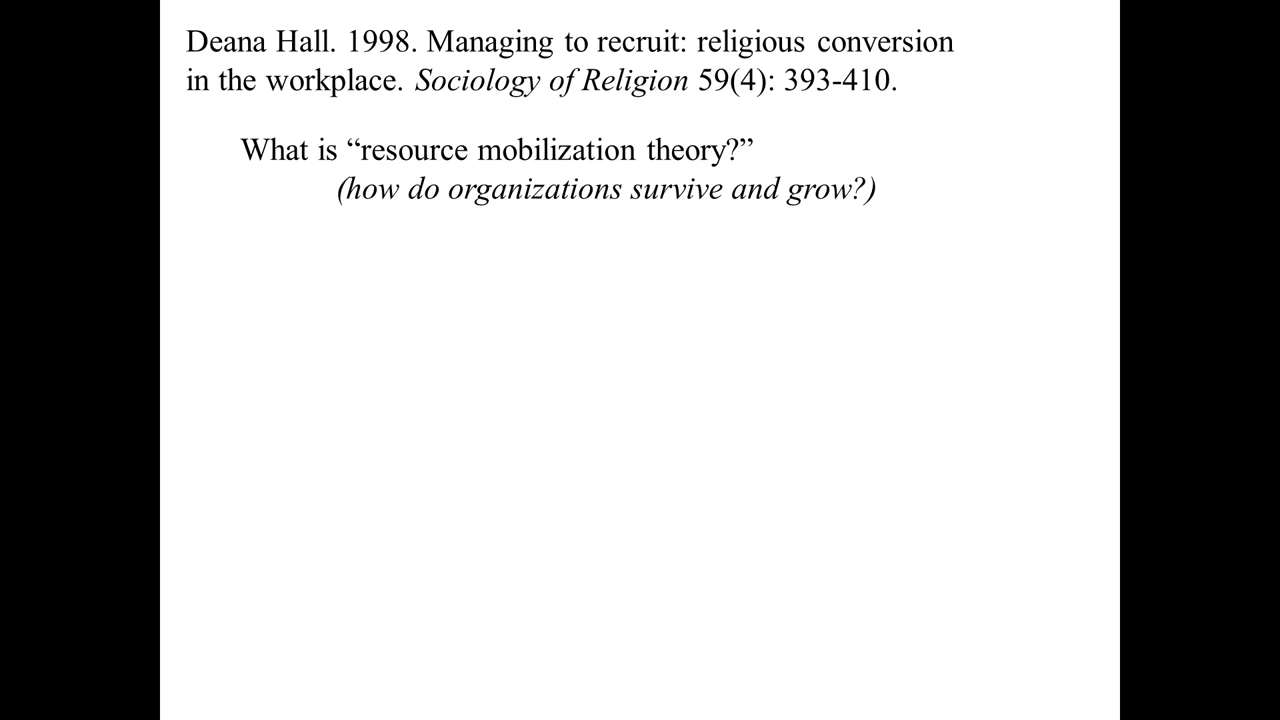 Deana Hall. 1998. Managing to recruit: religious conversion
in the workplace. Sociology of Religion 59(4): 393-410.
What is “resource mobilization theory?”
(how do organizations survive and grow?)